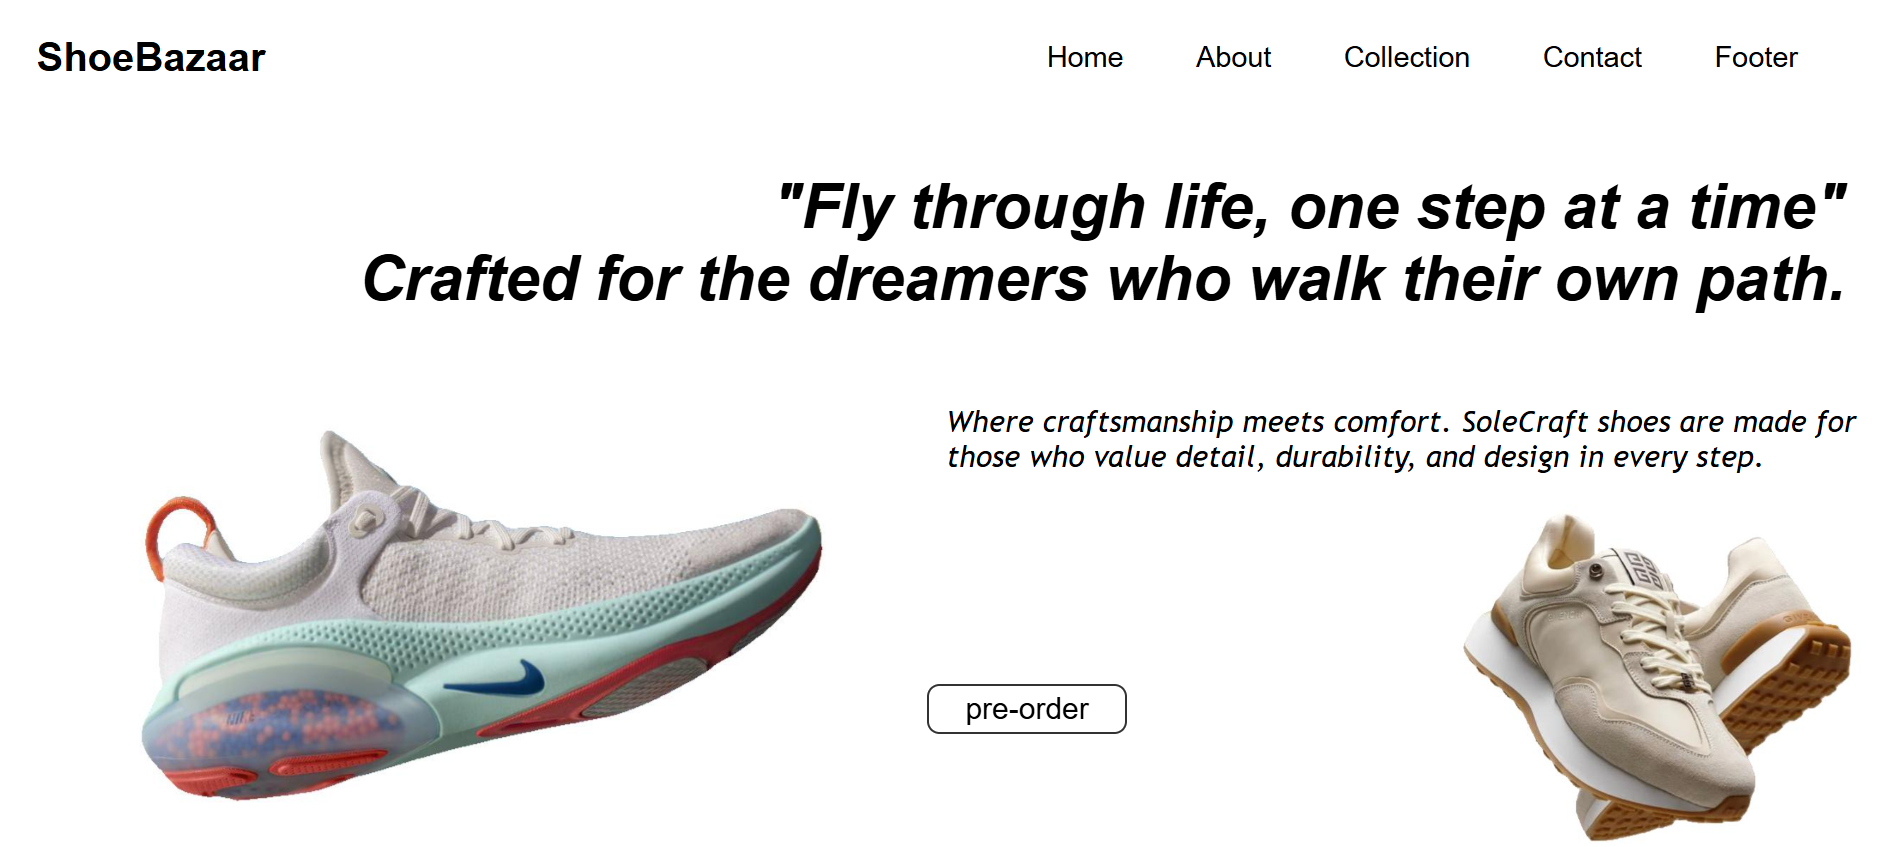 ShoeBazaar
Home About Collection Contact Footer
"Fly through life, one step at a time"
Crafted for the dreamers who walk their own path.
Where craftsmanship meets comfort. SoleCraft shoes are made for
those who value detail, durability, and design in every step.
NIKE
pre-order